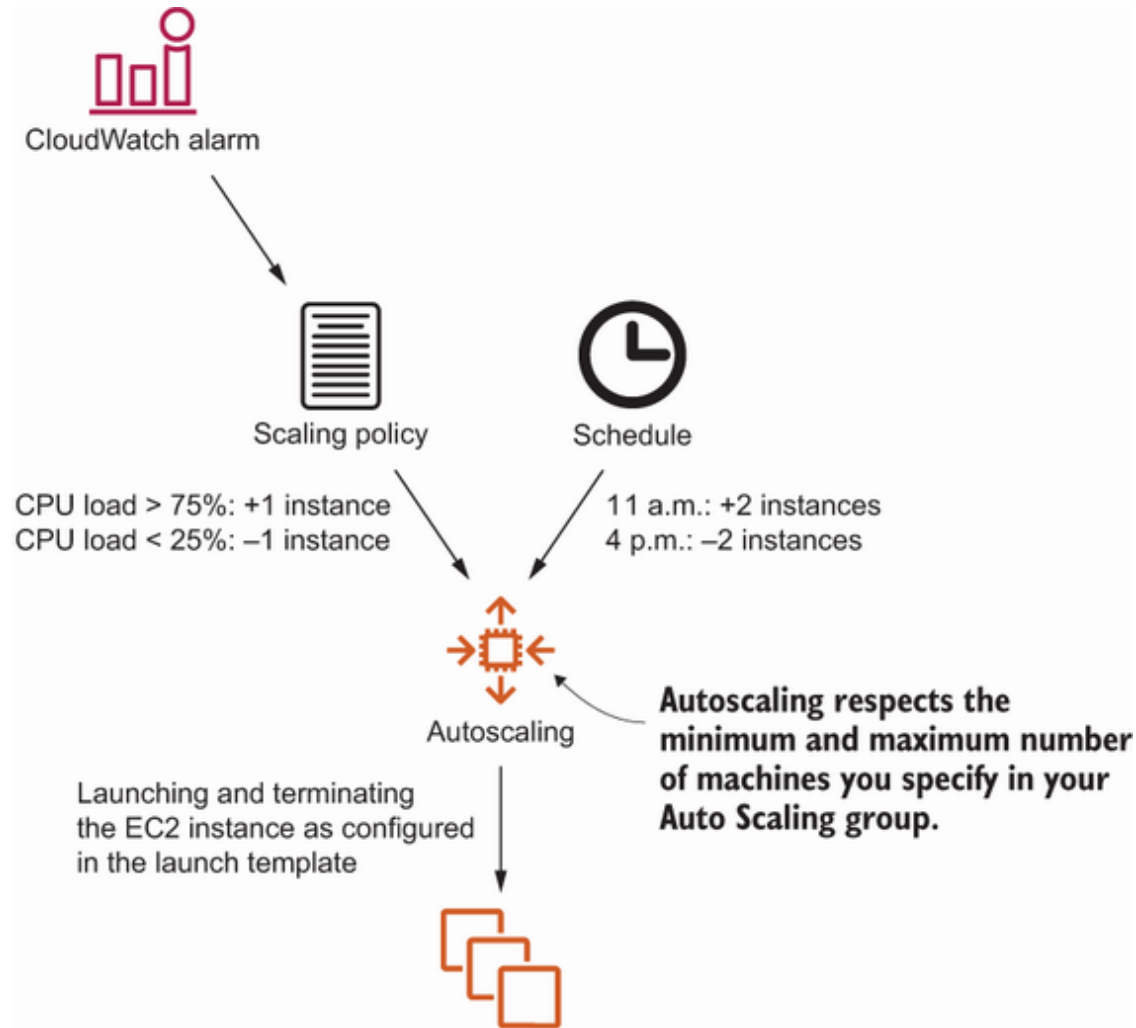 CloudWatch alarm
Scaling policy
Schedule
CPU load > 75%: +1 instance
CPU load < 25%: –1 instance
11 a.m.: +2 instances
4 p.m.: –2 instances
Autoscaling
Autoscaling respects the
minimum and maximum number
of machines you specify in your
Auto Scaling group.
Launching and terminating
the EC2 instance as configured
in the launch template